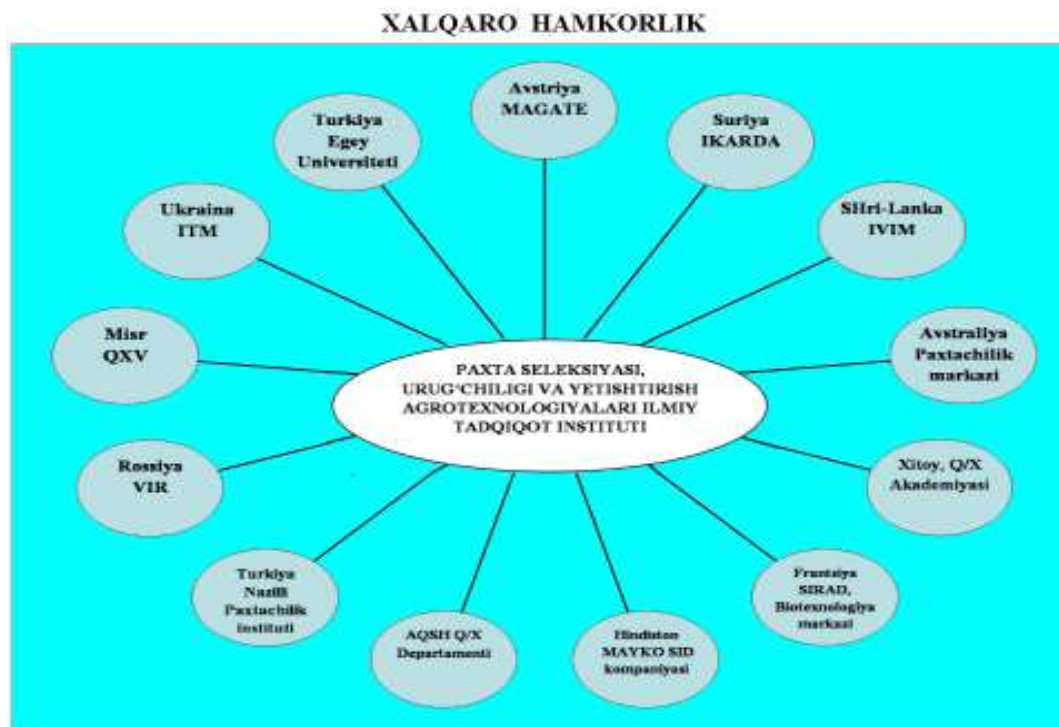 XALQARO HAMKORLIK
Avstriya
MAGATE
Suriya
IKARDA
SHri-Lanka
IVIM
Avstraliya
Paxtachilik
markazi
Xitoy, Q/X
Akademiyasi
Frantsiya
SIRAD,
Biotexnologiya
markazi
Hindiston
MAYKO SID
kompaniyasi
AQSH Q/X
Departamenti
Turkiya
Nazili
Paxtachilik
instituti
Rossiya
VIR
Misr
QXV
Ukraina
ITM
Turkiya
Egey
Universiteti
PAXTA SELEKSIYASI,
URUG‘CHILIGI VA YETISHTIRISH
AGROTEXNOLOGIYALARI ILMIY
TADQIQOT INSTITUTI